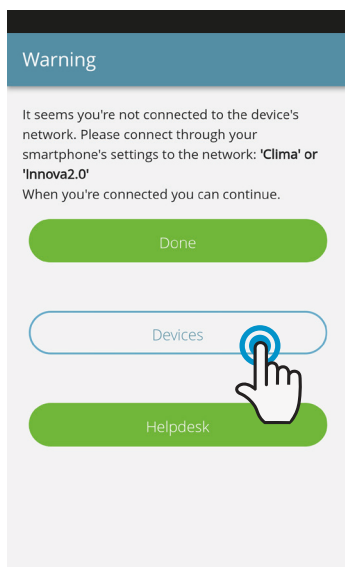 Warning
It seems you're not connected to the device's
network. Please connect through your
smartphone's settings to the network: 'Clima' or
'Innova2.0'
When you're connected you can continue.
Done
Devices
Helpdesk